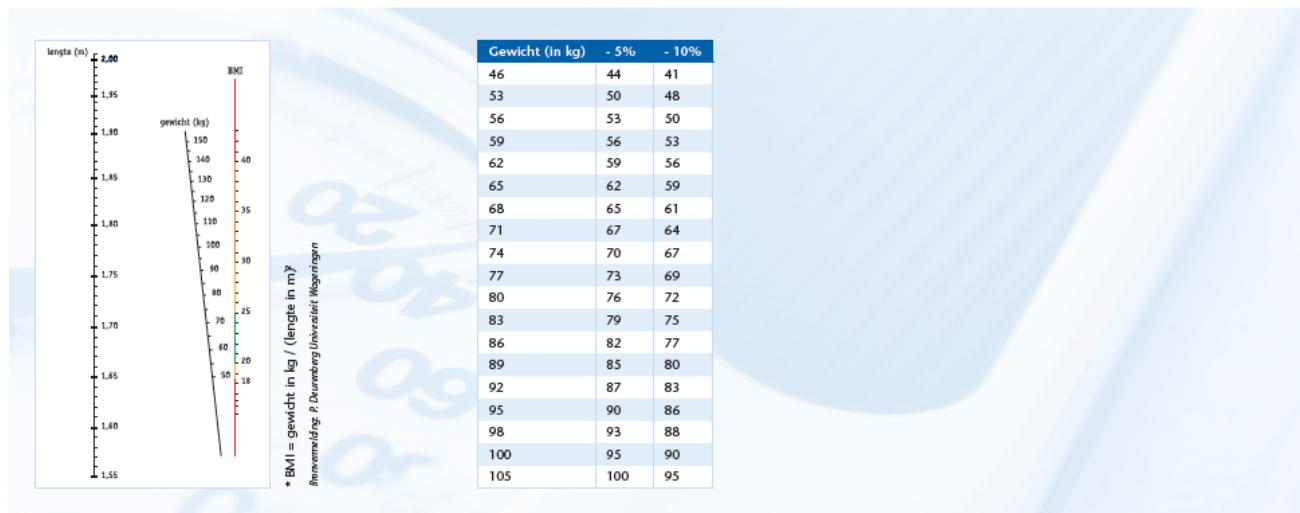 lengte (m)
2,00
1,95
1,90
1,85
1,80
1,75
1,70
1,65
1,60
1,55
gewicht (kg)
150
140
130
120
110
100
90
80
70
60
50
BMI
40
35
30
25
20
18
* BMI = gewicht in kg / (lengte in m)²
Bronvermelding: P. Deurenberg Universiteit Wageningen
Gewicht (in kg) - 5% - 10%
46 44 41
53 50 48
56 53 50
59 56 53
62 59 56
65 62 59
68 65 61
71 67 64
74 70 67
77 73 69
80 76 72
83 79 75
86 82 77
89 85 80
92 87 83
95 90 86
98 93 88
100 95 90
105 100 95
20
40
60